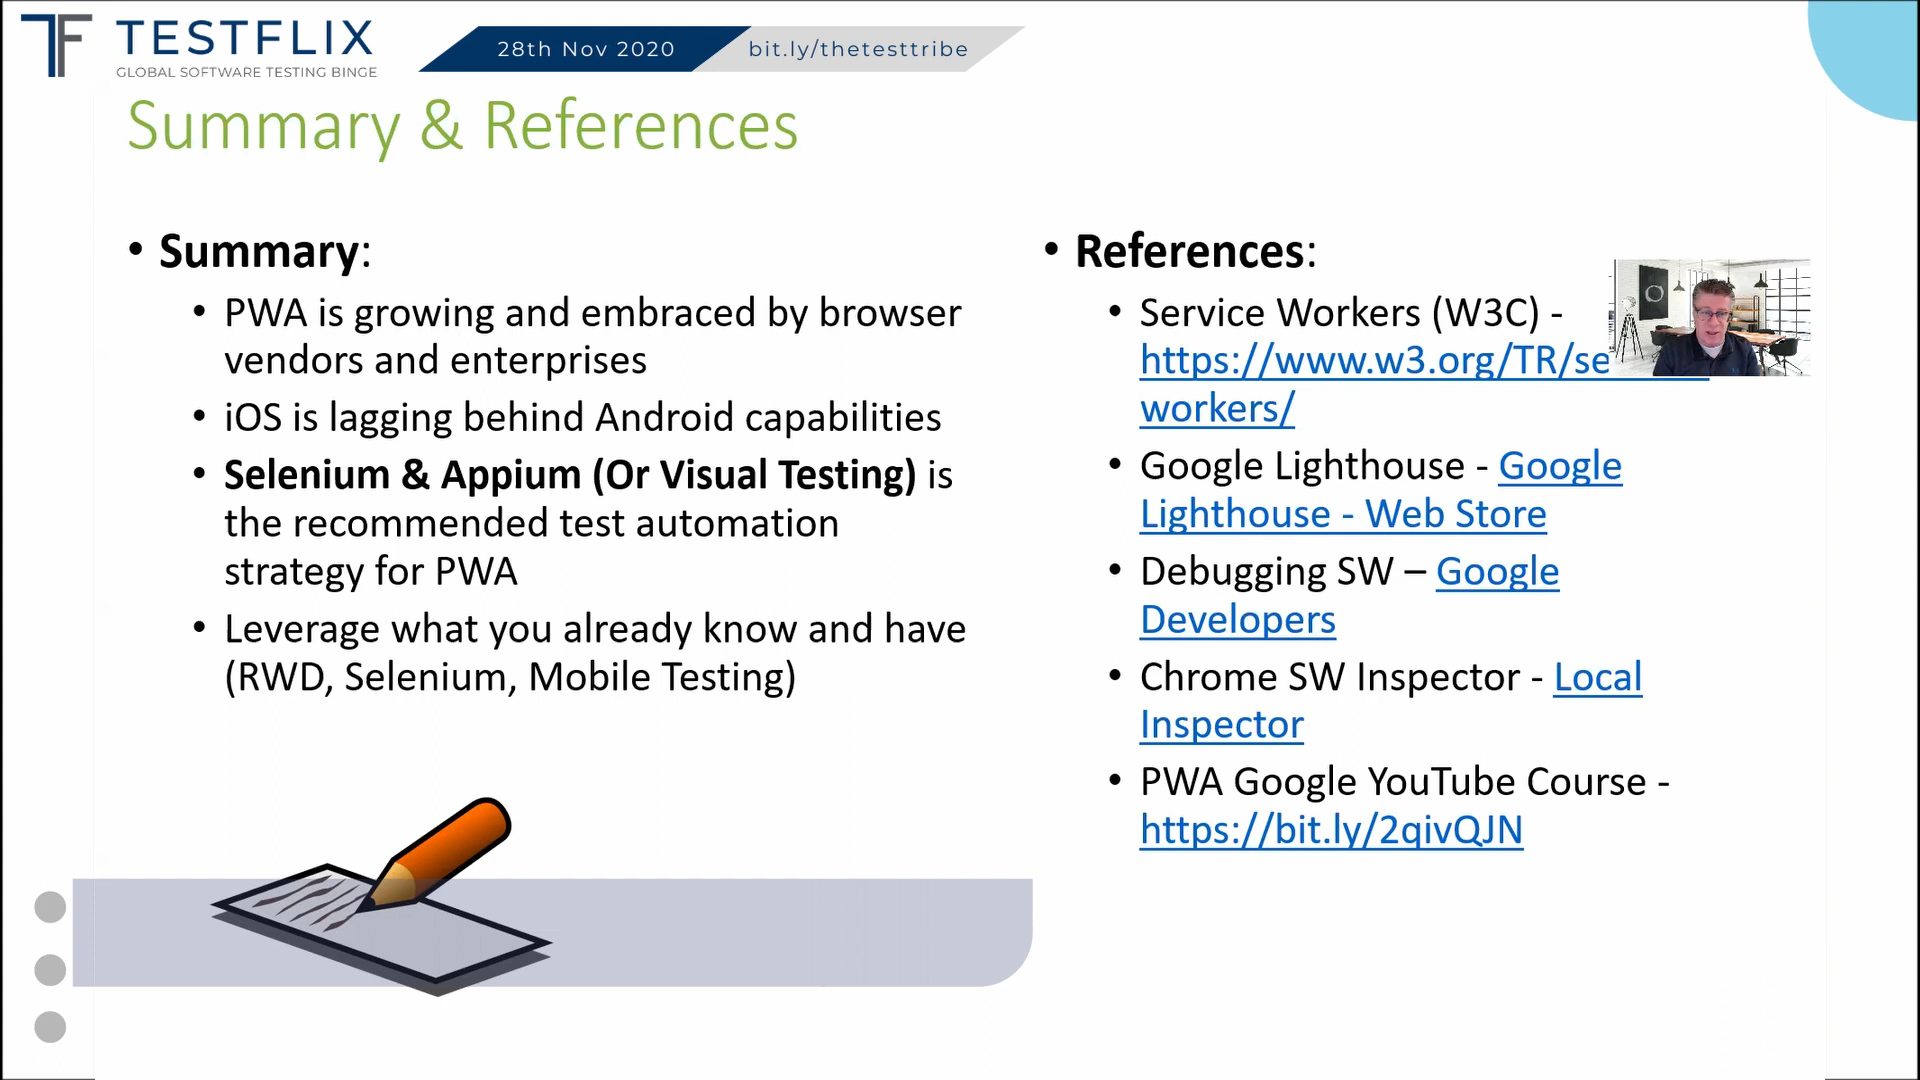 TF TESTFLIX
GLOBAL SOFTWARE TESTING BINGE
28th Nov 2020
bit.ly/thetesttribe
Summary & References
• Summary:
• PWA is growing and embraced by browser
vendors and enterprises
• iOS is lagging behind Android capabilities
• Selenium & Appium (Or Visual Testing) is
the recommended test automation
strategy for PWA
• Leverage what you already know and have
(RWD, Selenium, Mobile Testing)
• References:
• Service Workers (W3C) -
https://www.w3.org/TR/se
workers/
• Google Lighthouse - Google
Lighthouse - Web Store
• Debugging SW – Google
Developers
• Chrome SW Inspector - Local
Inspector
• PWA Google YouTube Course -
https://bit.ly/2qivQJN